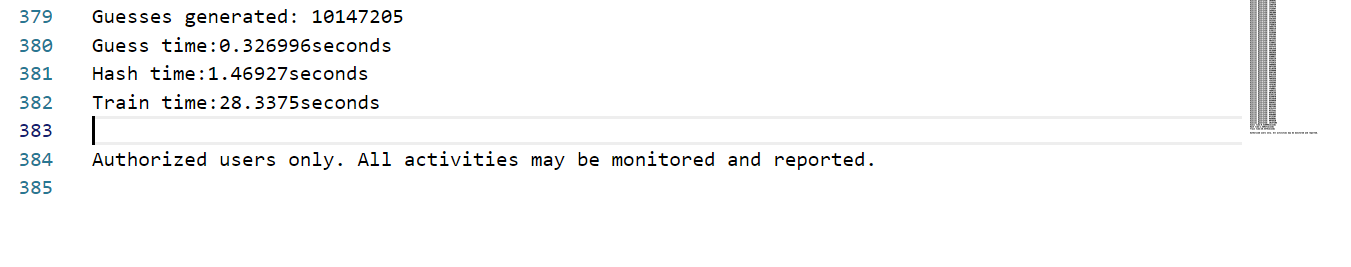 379 Guesses generated: 10147205
380 Guess time:0.326996seconds
381 Hash time:1.46927seconds
382 Train time:28.3375seconds
383
384 Authorized users only. All activities may be monitored and reported.
385